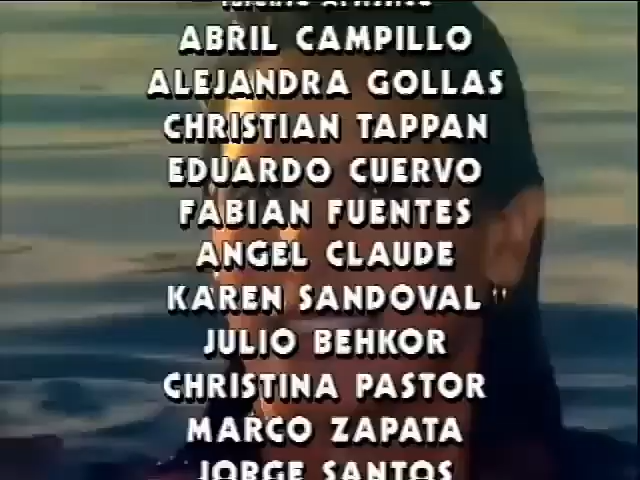 ABRIL CAMPILLO
ALEJANDRA GOLLAS
CHRISTIAN TAPPAN
EDUARDO CUERVO
FABIAN FUENTES
ANGEL CLAUDE
KAREN SANDOVAL
JULIO BEHKOR
CHRISTINA PASTOR
MARCO ZAPATA
JORGE SANTOS